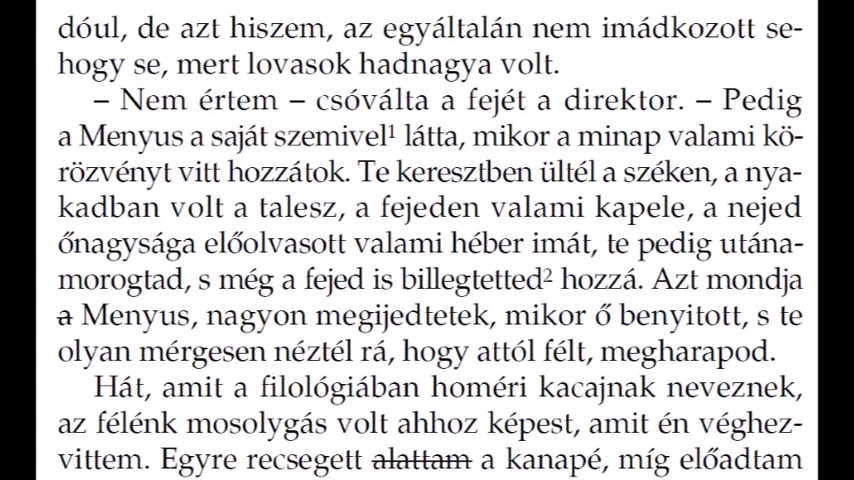 dóul, de azt hiszem, az egyáltalán nem imádkozott se-
hogy se, mert lovasok hadnagya volt.
– Nem értem – csóválta a fejét a direktor. – Pedig
a Menyus a saját szemivel¹ látta, mikor a minap valami kö-
rözvényt vitt hozzátok. Te keresztben ültél a széken, a nya-
kadban volt a talesz, a fejeden valami kapele, a nejed
őnagysága előolvasott valami héber imát, te pedig utána-
morogtad, s még a fejed is billegtetted² hozzá. Azt mondja
a Menyus, nagyon megijedtetek, mikor ő benyitott, s te
olyan mérgesen néztél rá, hogy attól félt, megharapod.
Hát, amit a filológiában homéri kacajnak neveznek,
az félénk mosolygás volt ahhoz képest, amit én véghez-
vittem. Egyre recsegett alattam a kanapé, míg előadtam